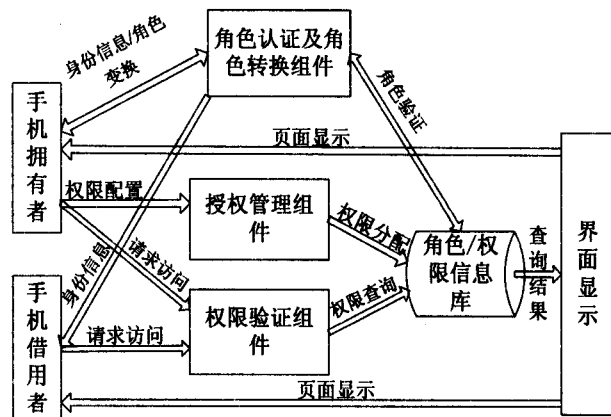 角色认证及角
色转换组件
身份信息/角色
变换
角色验证
手机拥有者
页面显示
权限配置
授权管理组
件
权限分配
请求访问
身份信息
角色/权
限信息
库
查询结果
界面显示
手机借用者
请求访问
权限验证组
件
权限查询
页面显示